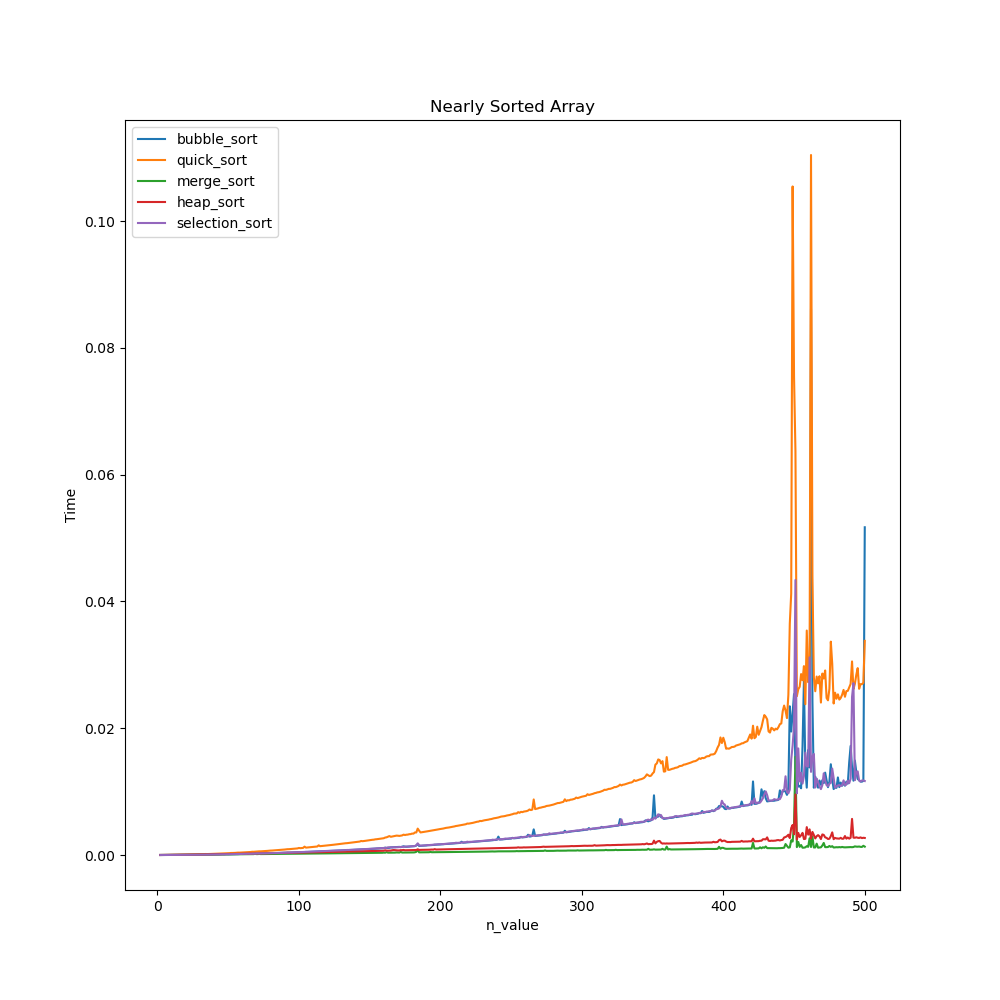 Nearly Sorted Array
bubble_sort
quick_sort
merge_sort
heap_sort
selection_sort
0.10
0.08
0.06
0.04
0.02
0.00
Time
0 100 200 300 400 500
n_value